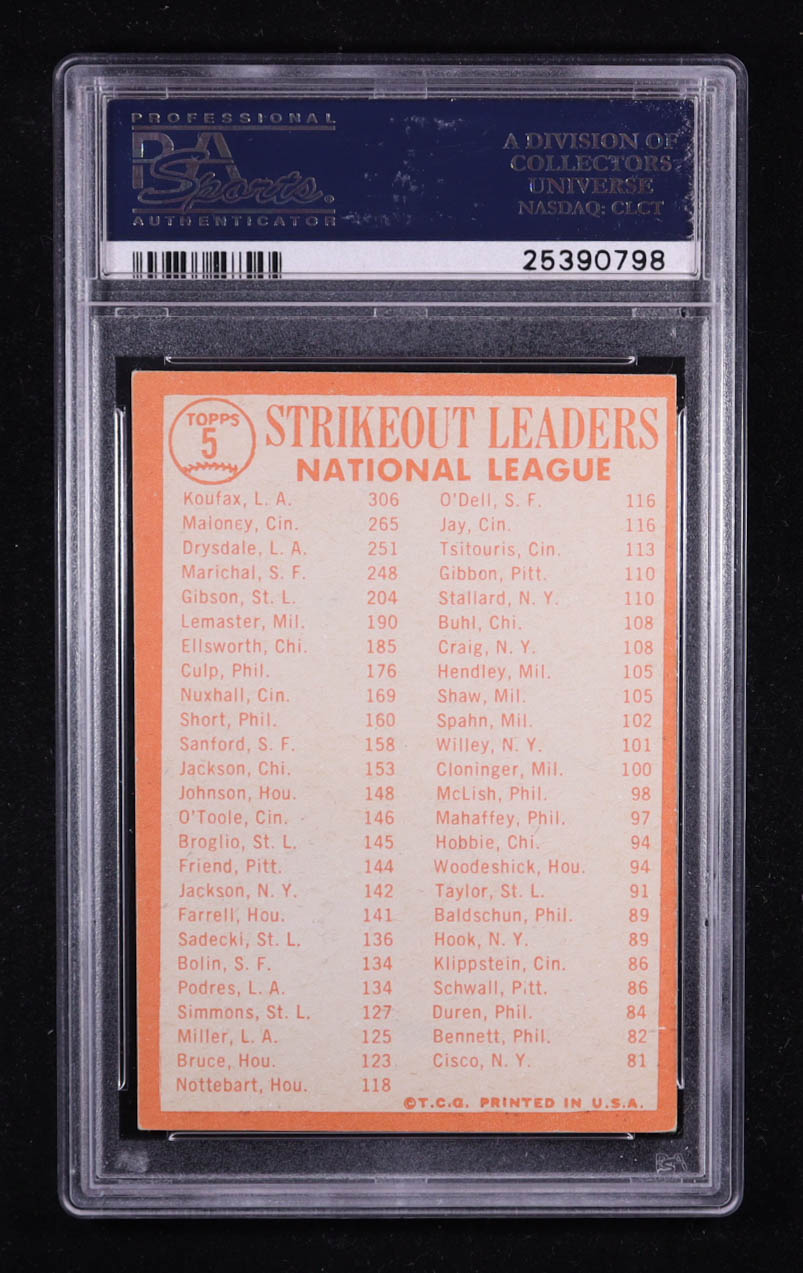 PROFESSIONAL
PSA
Sports.
AUTHENTICATOR
A DIVISION OF
COLLECTORS
UNIVERSE
NASDAQ: CLCT
25390798
TOPPS
5
STRIKEOUT LEADERS
NATIONAL LEAGUE
Koufax, L. A. 306
Maloney, Cin. 265
Drysdale, L. A. 251
Marichal, S. F. 248
Gibson, St. L. 204
Lemaster, Mil. 190
Ellsworth, Chi. 185
Culp, Phil. 176
Nuxhall, Cin. 169
Short, Phil. 160
Sanford, S. F. 158
Jackson, Chi. 153
Johnson, Hou. 148
O'Toole, Cin. 146
Broglio, St. L. 145
Friend, Pitt. 144
Jackson, N. Y. 142
Farrell, Hou. 141
Sadecki, St. L. 136
Bolin, S. F. 134
Podres, L. A. 134
Simmons, St. L. 127
Miller, L. A. 125
Bruce, Hou. 123
Nottebart, Hou. 118
O'Dell, S. F. 116
Jay, Cin. 116
Tsitouris, Cin. 113
Gibbon, Pitt. 110
Stallard, N. Y. 110
Buhl, Chi. 108
Craig, N. Y. 108
Hendley, Mil. 105
Shaw, Mil. 105
Spahn, Mil. 102
Willey, N. Y. 101
Cloninger, Mil. 100
McLish, Phil. 98
Mahaffey, Phil. 97
Hobbie, Chi. 94
Woodeshick, Hou. 94
Taylor, St. L. 91
Baldschun, Phil. 89
Hook, N. Y. 89
Klippstein, Cin. 86
Schwall, Pitt. 86
Duren, Phil. 84
Bennett, Phil. 82
Cisco, N. Y. 81
©T.C.G. PRINTED IN U.S.A.
PSA